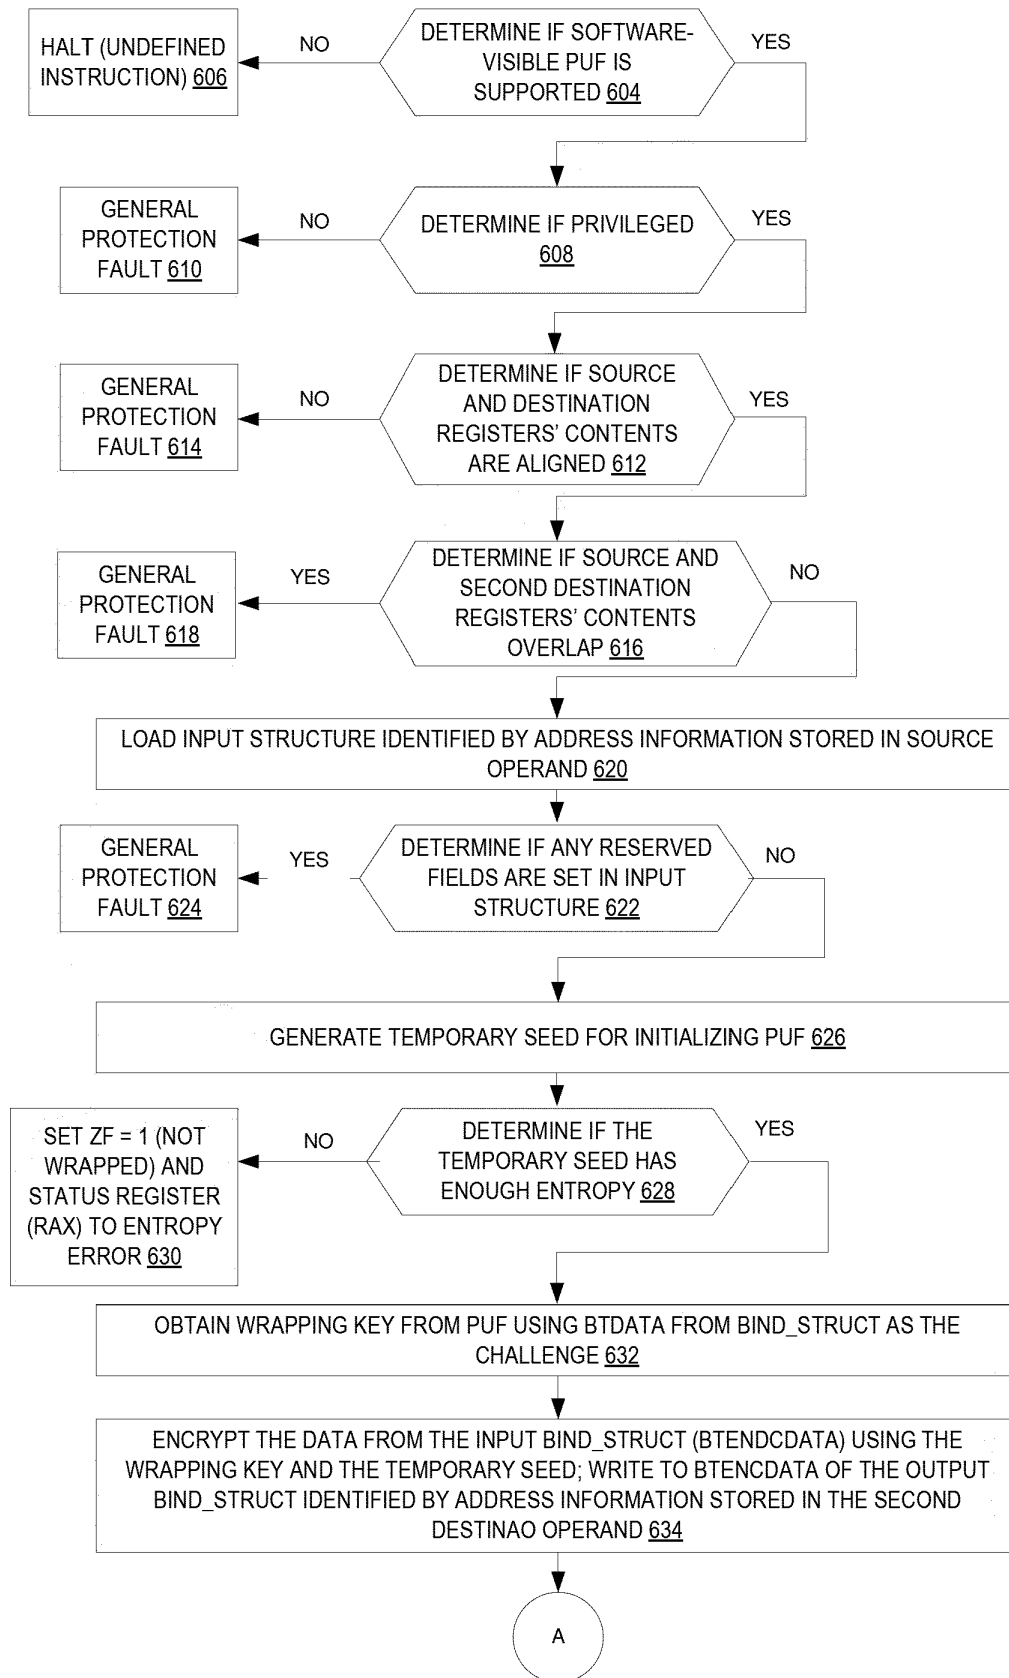 HALT (UNDEFINED
INSTRUCTION) 606
NO
DETERMINE IF SOFTWARE-
VISIBLE PUF IS
SUPPORTED 604
YES
GENERAL
PROTECTION
FAULT 610
NO
DETERMINE IF PRIVILEGED
608
YES
GENERAL
PROTECTION
FAULT 614
NO
DETERMINE IF SOURCE
AND DESTINATION
REGISTERS' CONTENTS
ARE ALIGNED 612
YES
GENERAL
PROTECTION
FAULT 618
YES
DETERMINE IF SOURCE AND
SECOND DESTINATION
REGISTERS' CONTENTS
OVERLAP 616
NO
LOAD INPUT STRUCTURE IDENTIFIED BY ADDRESS INFORMATION STORED IN SOURCE
OPERAND 620
GENERAL
PROTECTION
FAULT 624
YES
DETERMINE IF ANY RESERVED
FIELDS ARE SET IN INPUT
STRUCTURE 622
NO
GENERATE TEMPORARY SEED FOR INITIALIZING PUF 626
SET ZF = 1 (NOT
WRAPPED) AND
STATUS REGISTER
(RAX) TO ENTROPY
ERROR 630
NO
DETERMINE IF THE
TEMPORARY SEED HAS
ENOUGH ENTROPY 628
YES
OBTAIN WRAPPING KEY FROM PUF USING BTDATA FROM BIND_STRUCT AS THE
CHALLENGE 632
ENCRYPT THE DATA FROM THE INPUT BIND_STRUCT (BTENDCDATA) USING THE
WRAPPING KEY AND THE TEMPORARY SEED; WRITE TO BTENCDATA OF THE OUTPUT
BIND_STRUCT IDENTIFIED BY ADDRESS INFORMATION STORED IN THE SECOND
DESTINAO OPERAND 634
A